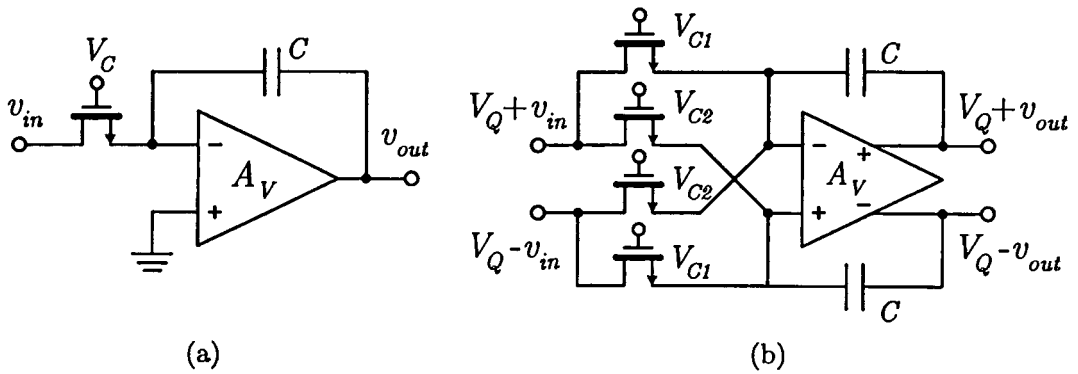 V_C
C
v_in
−
A_V
+
v_out
(a)
V_C1
C
V_Q+v_in
V_C2
V_Q+v_out
−
+
A_V
V_C2
+
−
V_Q-v_in
V_C1
V_Q-v_out
C
(b)